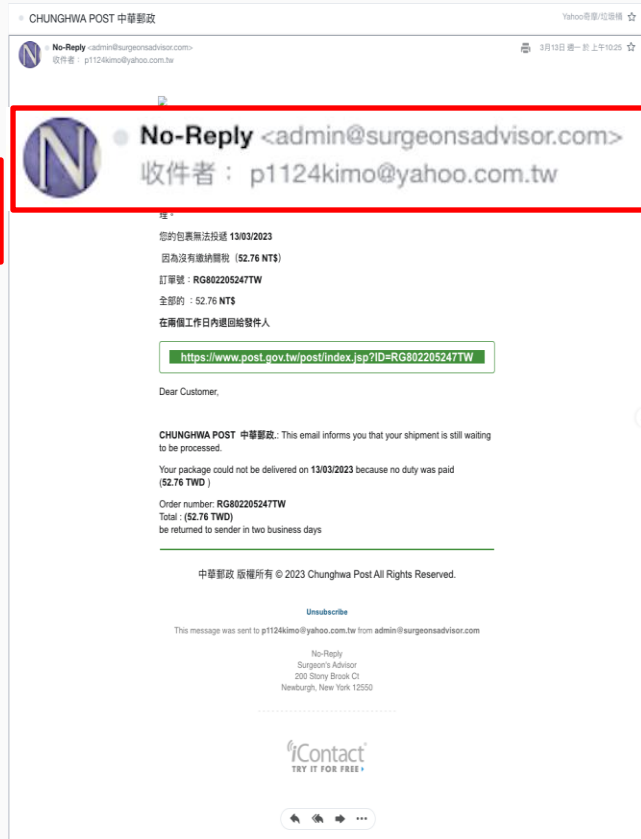 CHUNGHWA POST 中華郵政
Yahoo奇摩/垃圾桶
No-Reply <admin@surgeonsadvisor.com>
3月13日 週一 於 上午10:25
收件者： p1124kimo@yahoo.com.tw
No-Reply <admin@surgeonsadvisor.com>
收件者： p1124kimo@yahoo.com.tw
理。
您的包裹無法投遞 13/03/2023
因為沒有繳納關稅（52.76 NT$）
訂單號：RG802205247TW
全部的 ：52.76 NT$
在兩個工作日內退回給發件人
https://www.post.gov.tw/post/index.jsp?ID=RG802205247TW
Dear Customer,
CHUNGHWA POST 中華郵政.: This email informs you that your shipment is still waiting
to be processed.
Your package could not be delivered on 13/03/2023 because no duty was paid
(52.76 TWD )
Order number: RG802205247TW
Total : (52.76 TWD)
be returned to sender in two business days
中華郵政 版權所有 © 2023 Chunghwa Post All Rights Reserved.
Unsubscribe
This message was sent to p1124kimo@yahoo.com.tw from admin@surgeonsadvisor.com
No-Reply
Surgeon's Advisor
200 Stony Brook Ct
Newburgh, New York 12550
iContact
TRY IT FOR FREE